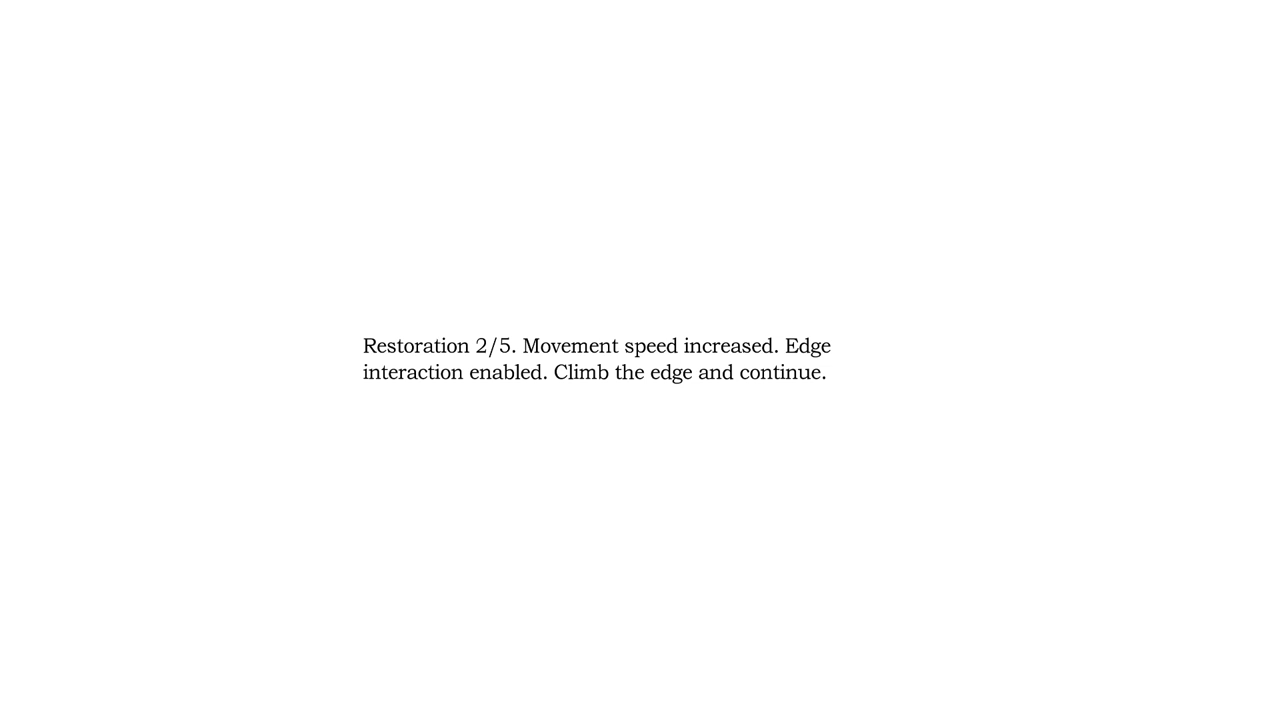 Restoration 2/5. Movement speed increased. Edge
interaction enabled. Climb the edge and continue.